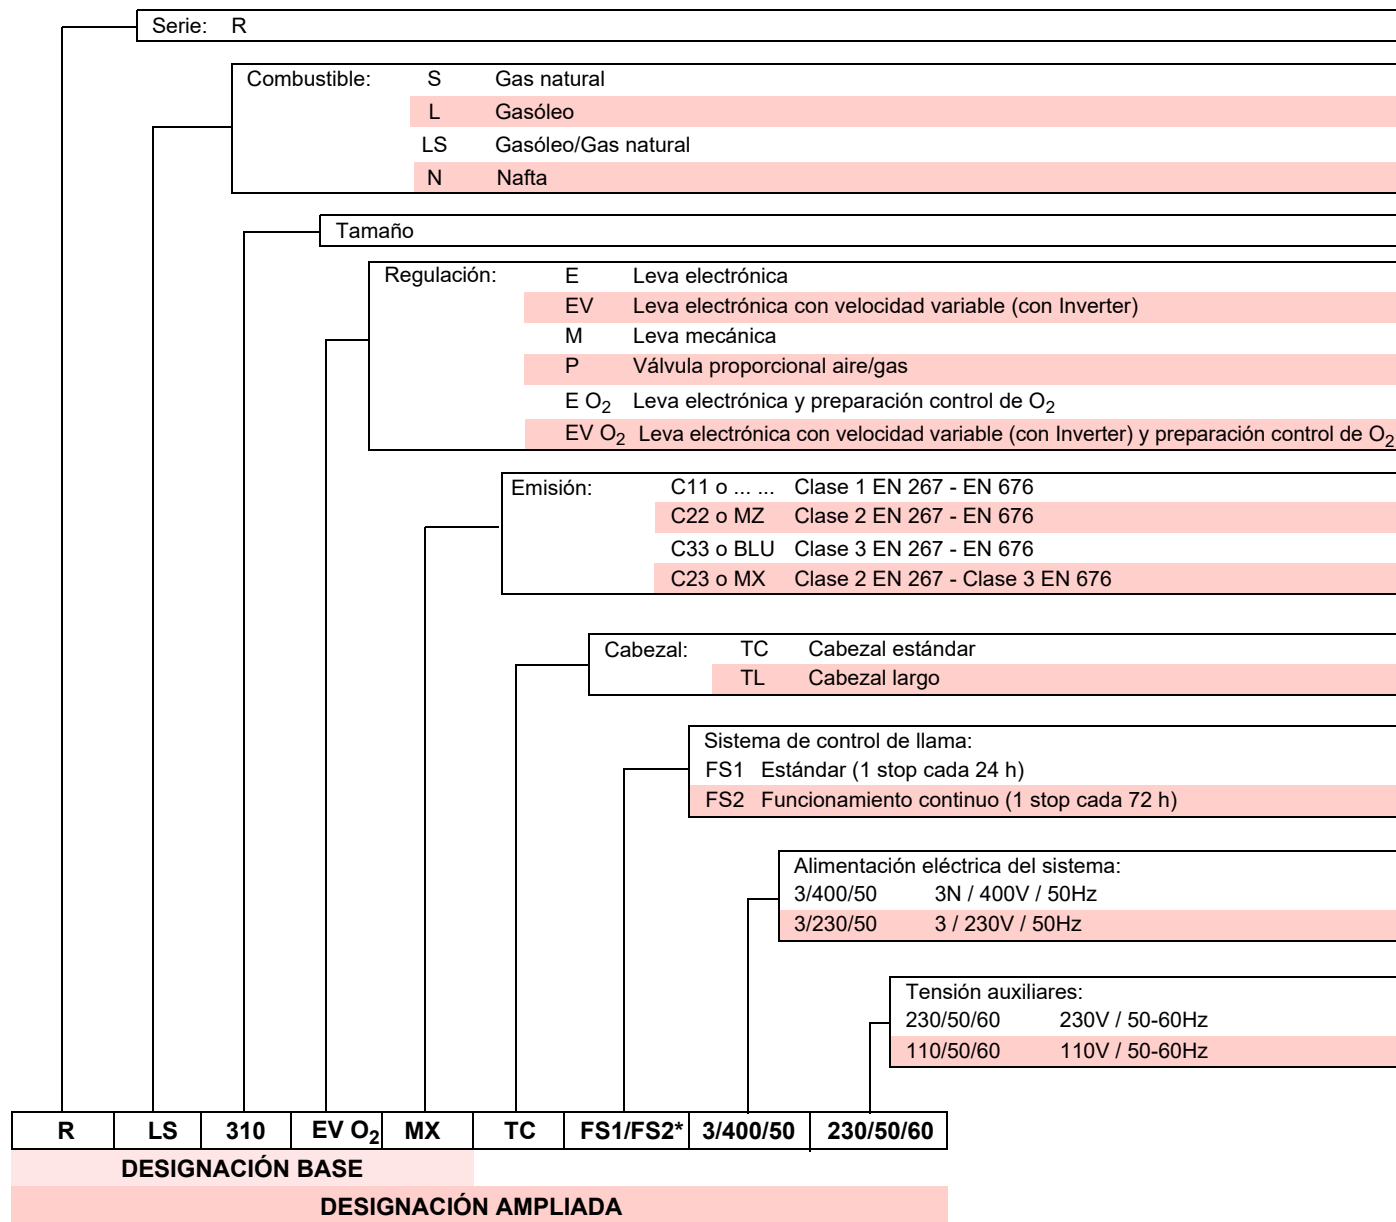 Serie: R
Combustible: S Gas natural
L Gasóleo
LS Gasóleo/Gas natural
N Nafta
Tamaño
Regulación: E Leva electrónica
EV Leva electrónica con velocidad variable (con Inverter)
M Leva mecánica
P Válvula proporcional aire/gas
E O2 Leva electrónica y preparación control de O2
EV O2 Leva electrónica con velocidad variable (con Inverter) y preparación control de O2
Emisión: C11 o ... ... Clase 1 EN 267 - EN 676
C22 o MZ Clase 2 EN 267 - EN 676
C33 o BLU Clase 3 EN 267 - EN 676
C23 o MX Clase 2 EN 267 - Clase 3 EN 676
Cabezal: TC Cabezal estándar
TL Cabezal largo
Sistema de control de llama:
FS1 Estándar (1 stop cada 24 h)
FS2 Funcionamiento continuo (1 stop cada 72 h)
Alimentación eléctrica del sistema:
3/400/50 3N / 400V / 50Hz
3/230/50 3 / 230V / 50Hz
Tensión auxiliares:
230/50/60 230V / 50-60Hz
110/50/60 110V / 50-60Hz
R LS 310 EV O2 MX TC FS1/FS2* 3/400/50 230/50/60
DESIGNACIÓN BASE
DESIGNACIÓN AMPLIADA